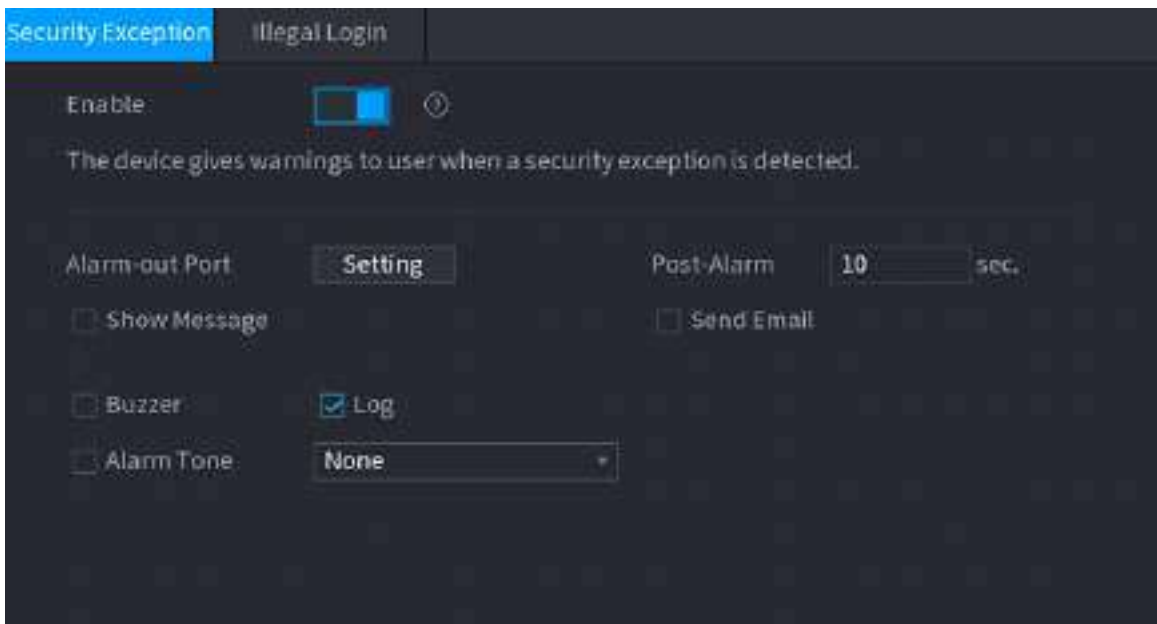 Security Exception Illegal Login
Enable
The device gives warnings to user when a security exception is detected.
Alarm-out Port Setting Post-Alarm 10 sec.
Show Message Send Email
Buzzer Log
Alarm Tone None